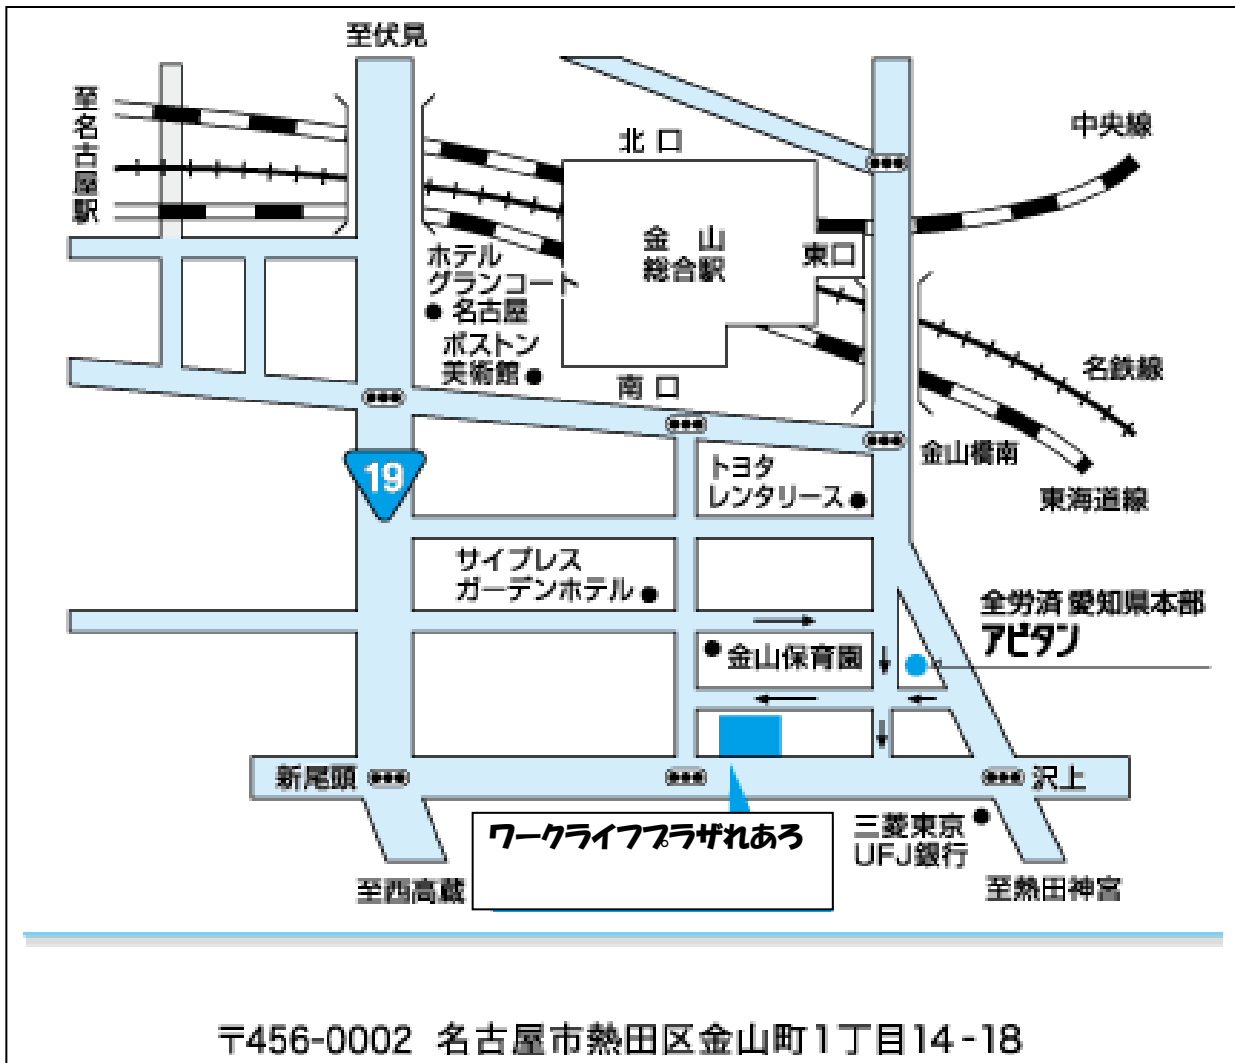 至伏見
至名古屋駅
北口
中央線
金 山
総合駅
東口
ホテル
グランコート
名古屋
ボストン
美術館
南口
名鉄線
金山橋南
東海道線
19
トヨタ
レンタリース
サイプレス
ガーデンホテル
全労済 愛知県本部
アピタン
金山保育園
新尾頭
沢上
ワークライフプラザれあろ
三菱東京
UFJ銀行
至西高蔵
至熱田神宮
〒456-0002 名古屋市熱田区金山町1丁目14-18